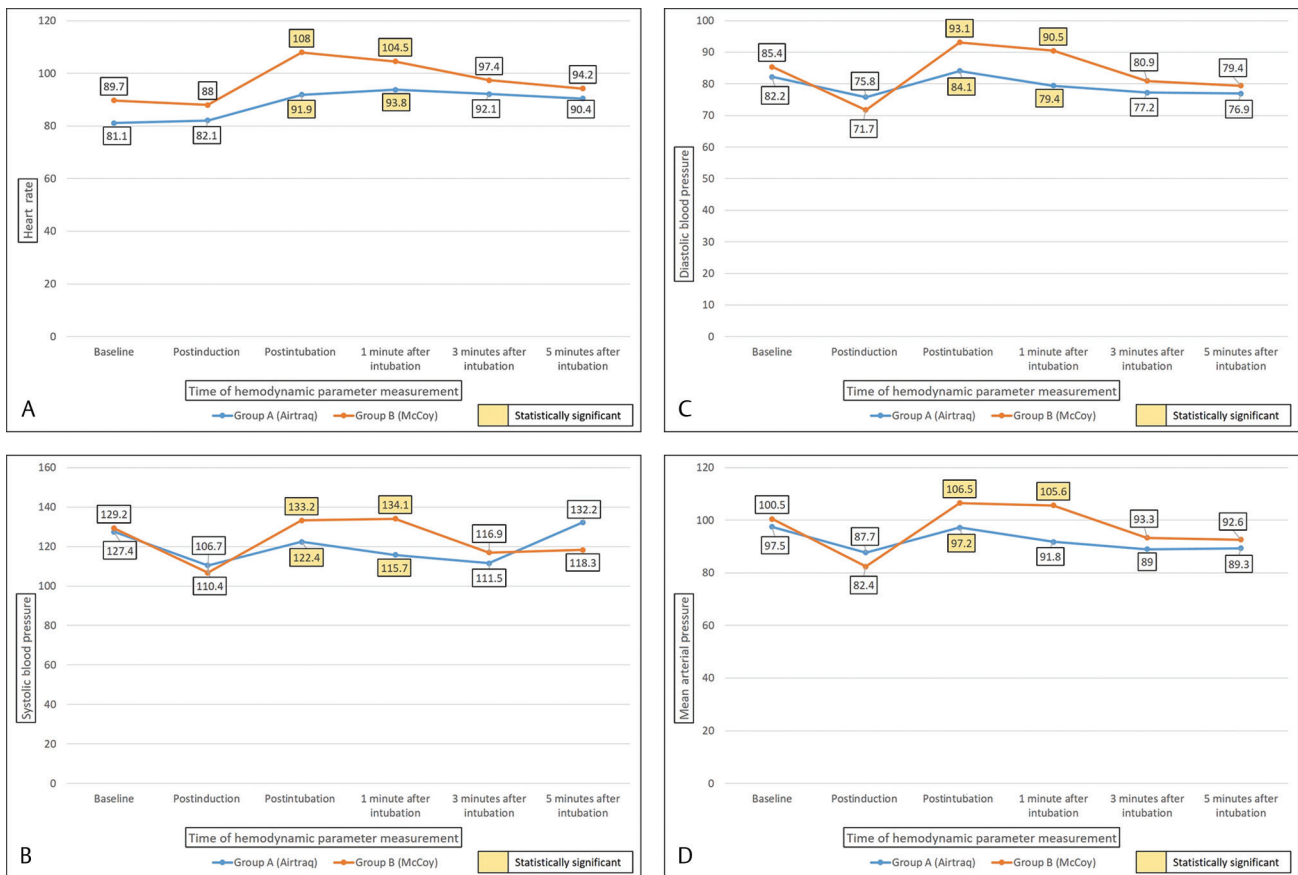 120
100
80
60
40
20
0
Heart rate
89.7
88
108
104.5
97.4
94.2
81.1
82.1
91.9
93.8
92.1
90.4
Baseline
Postinduction
Postintubation
1 minute after
intubation
3 minutes after
intubation
5 minutes after
intubation
Time of hemodynamic parameter measurement
A
Group A (Airtraq)
Group B (McCoy)
Statistically significant
100
90
80
70
60
50
40
30
20
10
0
Diastolic blood pressure
85.4
75.8
93.1
90.5
80.9
79.4
82.2
71.7
84.1
79.4
77.2
76.9
Baseline
Postinduction
Postintubation
1 minute after
intubation
3 minutes after
intubation
5 minutes after
intubation
Time of hemodynamic parameter measurement
C
Group A (Airtraq)
Group B (McCoy)
Statistically significant
160
140
120
100
80
60
40
20
0
Systolic blood pressure
129.2
106.7
133.2
134.1
116.9
132.2
127.4
110.4
122.4
115.7
111.5
118.3
Baseline
Postinduction
Postintubation
1 minute after
intubation
3 minutes after
intubation
5 minutes after
intubation
Time of hemodynamic parameter measurement
B
Group A (Airtraq)
Group B (McCoy)
Statistically significant
120
100
80
60
40
20
0
Mean arterial pressure
100.5
87.7
106.5
105.6
93.3
92.6
97.5
82.4
97.2
91.8
89
89.3
Baseline
Postinduction
Postintubation
1 minute after
intubation
3 minutes after
intubation
5 minutes after
intubation
Time of hemodynamic parameter measurement
D
Group A (Airtraq)
Group B (McCoy)
Statistically significant